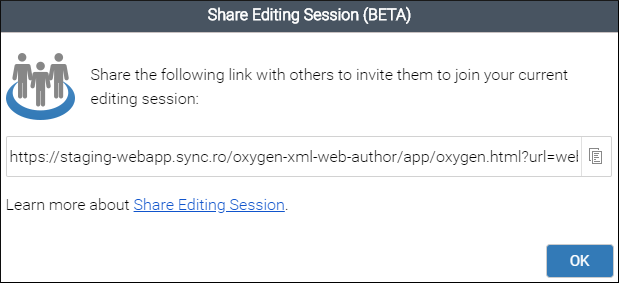 Share Editing Session (BETA)
Share the following link with others to invite them to join your current
editing session:
https://staging-webapp.sync.ro/oxygen-xml-web-author/app/oxygen.html?url=wel
Learn more about Share Editing Session.
OK